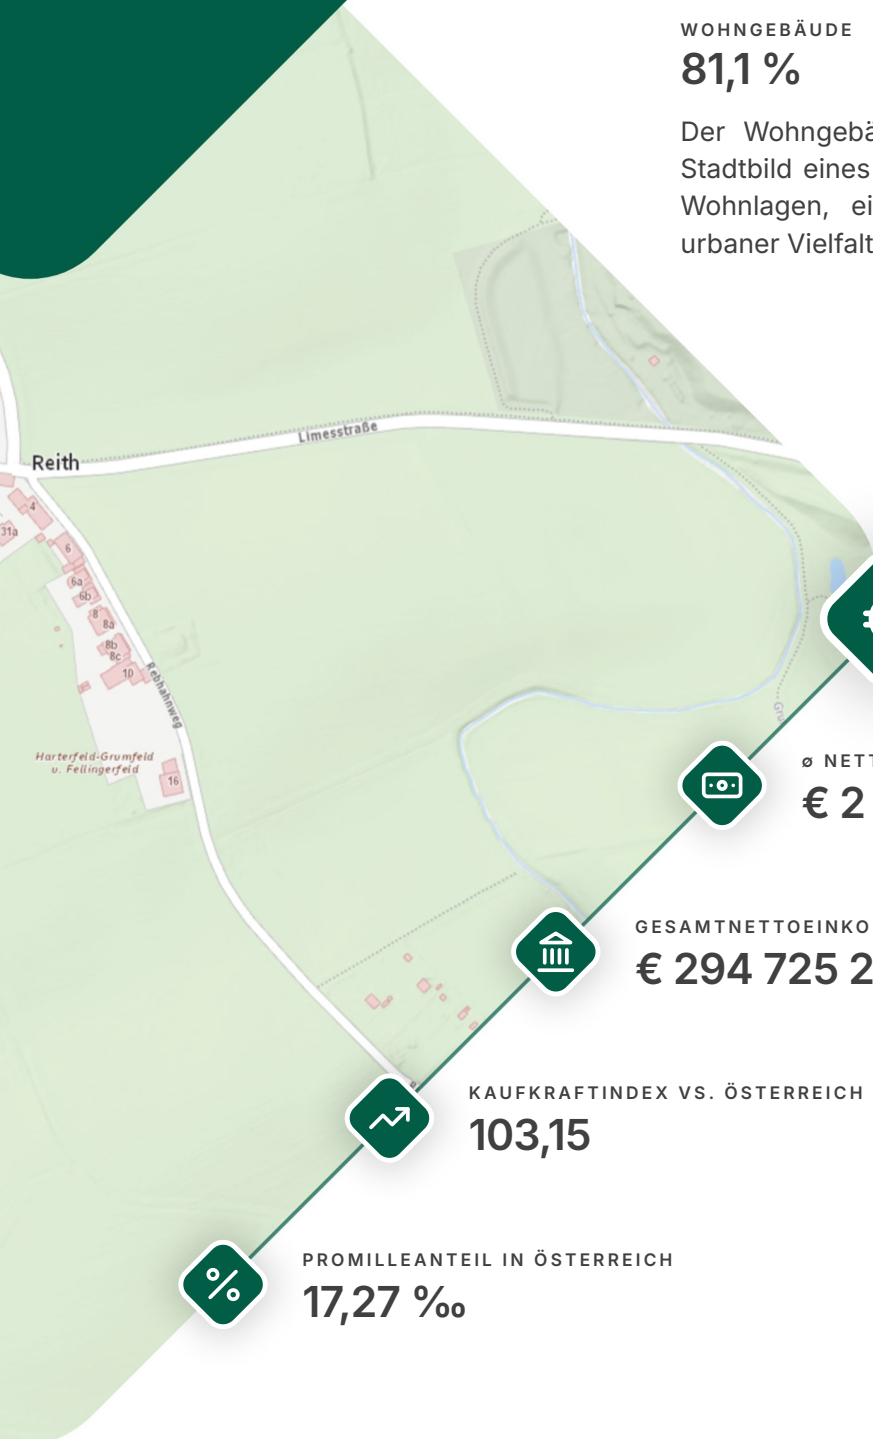 WOHNGEBÄUDE
81,1 %
Der Wohngebä
Stadtbild eines
Wohnlagen, ei
urbaner Vielfalt
Limesstraße
Reith
4
31a
6
6a
6b
8
8a
8b
8c
10
Rebhahnweg
Harterfeld-Grumfeld
u. Fellingerfeld
16
Gru
ø NETT
€ 2
GESAMTNETTOEINKO
€ 294 725 2
KAUFKRAFTINDEX VS. ÖSTERREICH
103,15
PROMILLEANTEIL IN ÖSTERREICH
17,27 ‰